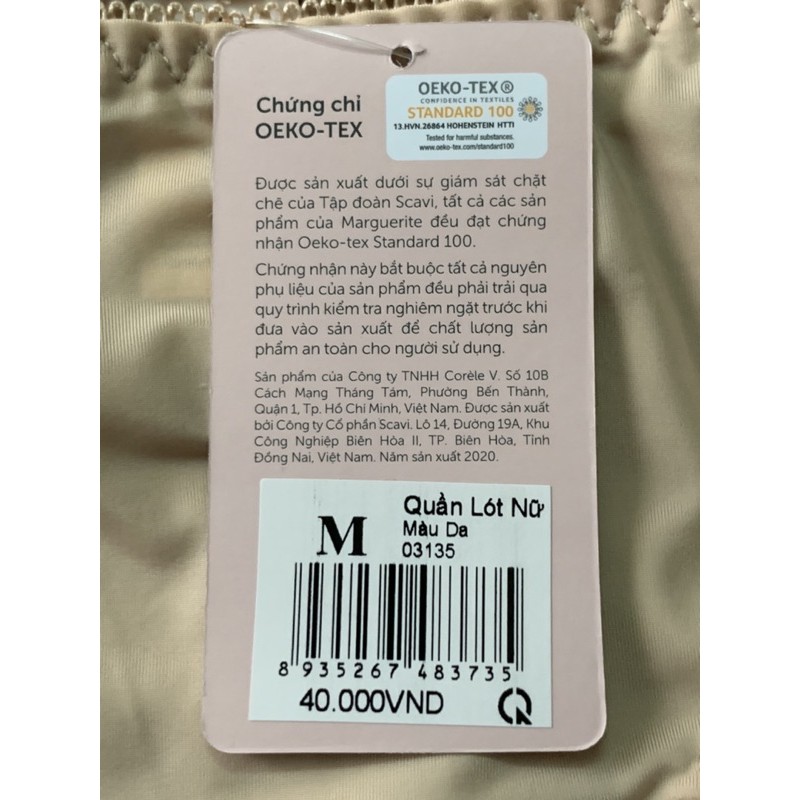 Chứng chỉ
OEKO-TEX
OEKO-TEX®
CONFIDENCE IN TEXTILES
STANDARD 100
13.HVN.26864 HOHENSTEIN HTTI
Tested for harmful substances.
www.oeko-tex.com/standard100
Được sản xuất dưới sự giám sát chặt
chẽ của Tập đoàn Scavi, tất cả các sản
phẩm của Marguerite đều đạt chứng
nhận Oeko-tex Standard 100.
Chứng nhận này bắt buộc tất cả nguyên
phụ liệu của sản phẩm đều phải trải qua
quy trình kiểm tra nghiêm ngặt trước khi
đưa vào sản xuất để chất lượng sản
phẩm an toàn cho người sử dụng.
Sản phẩm của Công ty TNHH Corèle V. Số 10B
Cách Mạng Tháng Tám, Phường Bến Thành,
Quận 1, Tp. Hồ Chí Minh, Việt Nam. Được sản xuất
bởi Công ty Cổ phần Scavi. Lô 14, Đường 19A, Khu
Công Nghiệp Biên Hòa II, TP. Biên Hòa, Tỉnh
Đồng Nai, Việt Nam. Năm sản xuất 2020.
M
Quần Lót Nữ
Màu Da
03135
8 935267 483735
40.000VND